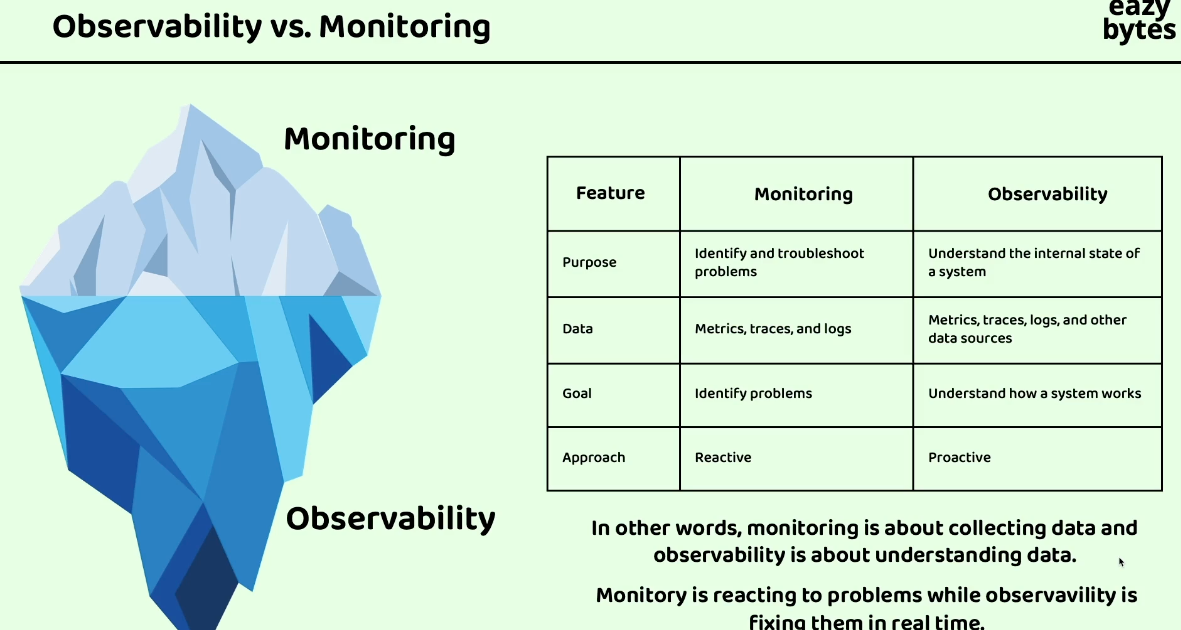 Observability vs. Monitoring
eazy
bytes
Monitoring
Observability
Feature
Monitoring
Observability
Purpose
Identify and troubleshoot
problems
Understand the internal state of
a system
Data
Metrics, traces, and logs
Metrics, traces, logs, and other
data sources
Goal
Identify problems
Understand how a system works
Approach
Reactive
Proactive
In other words, monitoring is about collecting data and
observability is about understanding data.
Monitory is reacting to problems while observavility is
fixing them in real time.